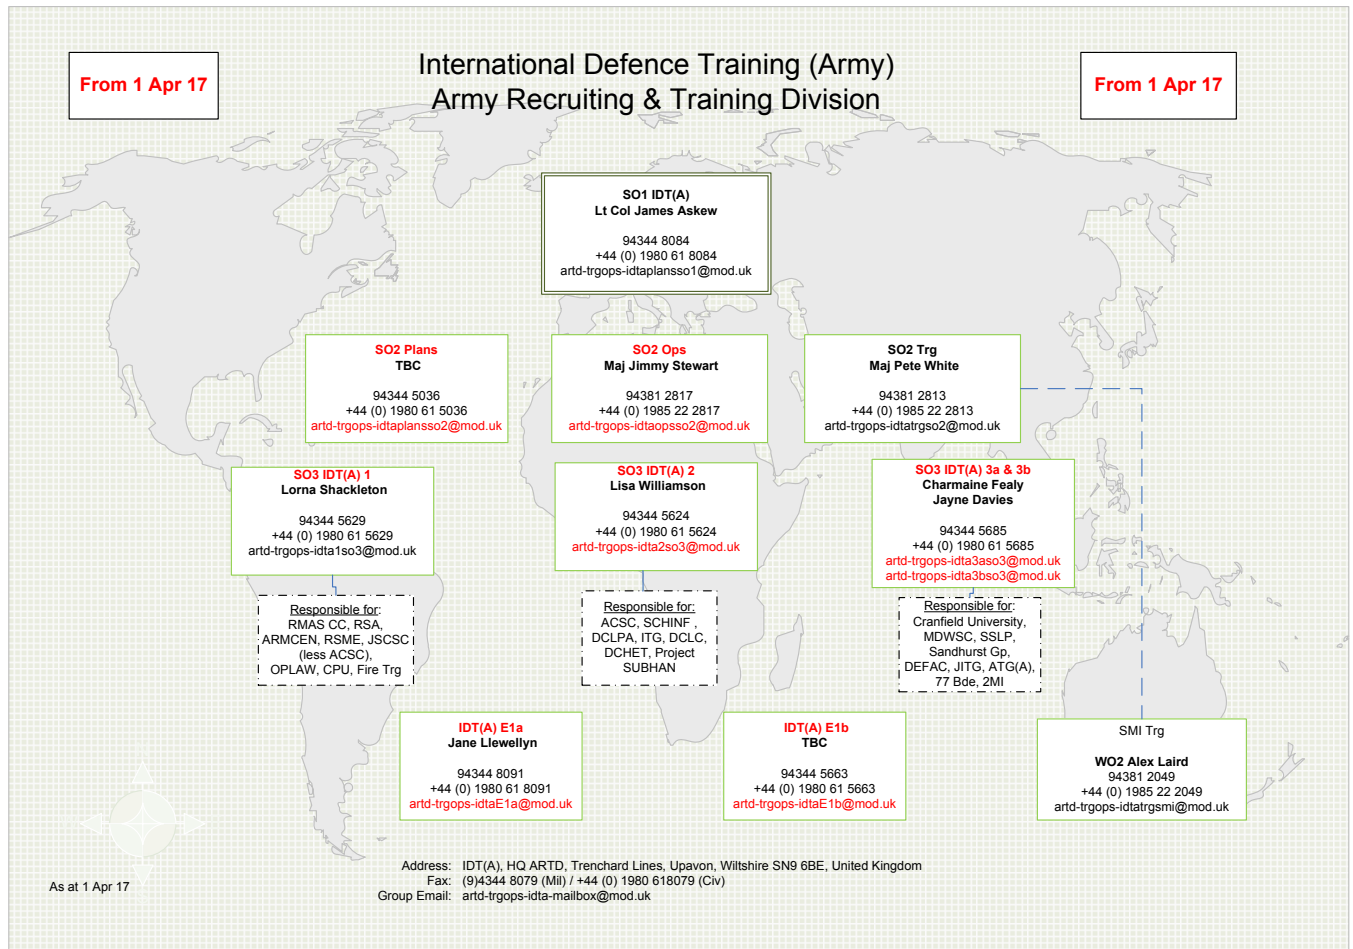 From 1 Apr 17
International Defence Training (Army)
Army Recruiting & Training Division
From 1 Apr 17
SO1 IDT(A)
Lt Col James Askew
94344 8084
+44 (0) 1980 61 8084
artd-trgops-idtaplansso1@mod.uk
SO2 Plans
TBC
94344 5036
+44 (0) 1980 61 5036
artd-trgops-idtaplansso2@mod.uk
SO2 Ops
Maj Jimmy Stewart
94381 2817
+44 (0) 1985 22 2817
artd-trgops-idtaopsso2@mod.uk
SO2 Trg
Maj Pete White
94381 2813
+44 (0) 1985 22 2813
artd-trgops-idtatrgso2@mod.uk
SO3 IDT(A) 1
Lorna Shackleton
94344 5629
+44 (0) 1980 61 5629
artd-trgops-idta1so3@mod.uk
SO3 IDT(A) 2
Lisa Williamson
94344 5624
+44 (0) 1980 61 5624
artd-trgops-idta2so3@mod.uk
SO3 IDT(A) 3a & 3b
Charmaine Fealy
Jayne Davies
94344 5685
+44 (0) 1980 61 5685
artd-trgops-idta3aso3@mod.uk
artd-trgops-idta3bso3@mod.uk
Responsible for:
RMAS CC, RSA,
ARMCEN, RSME, JSCSC
(less ACSC),
OPLAW, CPU, Fire Trg
Responsible for:
ACSC, SCHINF ,
DCLPA, ITG, DCLC,
DCHET, Project
SUBHAN
Responsible for:
Cranfield University,
MDWSC, SSLP,
Sandhurst Gp,
DEFAC, JITG, ATG(A),
77 Bde, 2MI
IDT(A) E1a
Jane Llewellyn
94344 8091
+44 (0) 1980 61 8091
artd-trgops-idtaE1a@mod.uk
IDT(A) E1b
TBC
94344 5663
+44 (0) 1980 61 5663
artd-trgops-idtaE1b@mod.uk
SMI Trg
WO2 Alex Laird
94381 2049
+44 (0) 1985 22 2049
artd-trgops-idtatrgsmi@mod.uk
Address: IDT(A), HQ ARTD, Trenchard Lines, Upavon, Wiltshire SN9 6BE, United Kingdom
Fax: (9)4344 8079 (Mil) / +44 (0) 1980 618079 (Civ)
Group Email: artd-trgops-idta-mailbox@mod.uk
As at 1 Apr 17